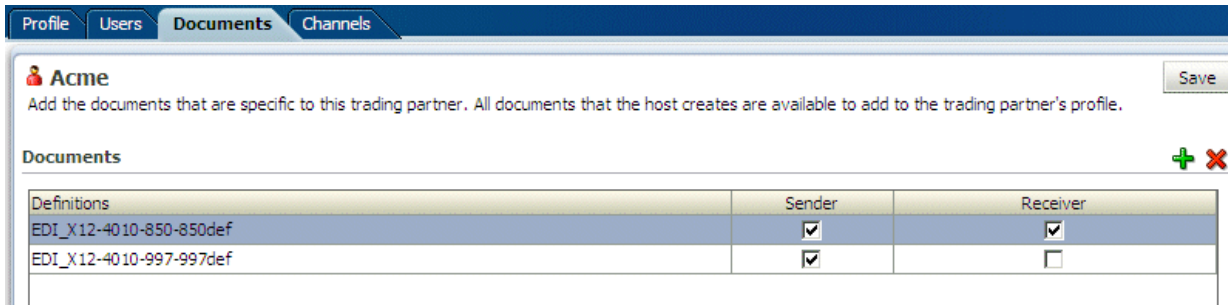 Profile Users Documents Channels
Acme
Save
Add the documents that are specific to this trading partner. All documents that the host creates are available to add to the trading partner's profile.
Documents
Definitions Sender Receiver
EDI_X12-4010-850-850def
EDI_X12-4010-997-997def